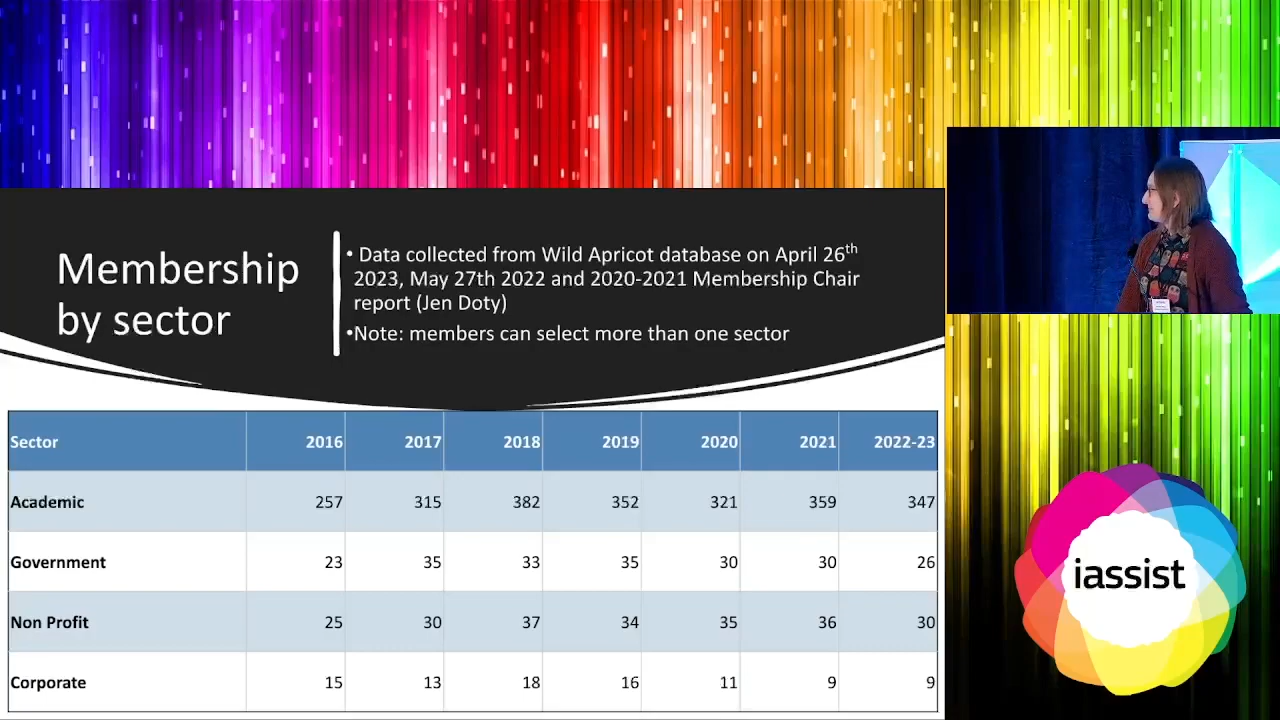 Membership
by sector
• Data collected from Wild Apricot database on April 26th
2023, May 27th 2022 and 2020-2021 Membership Chair
report (Jen Doty)
•Note: members can select more than one sector
Sector 2016 2017 2018 2019 2020 2021 2022-23
Academic 257 315 382 352 321 359 347
Government 23 35 33 35 30 30 26
Non Profit 25 30 37 34 35 36 30
Corporate 15 13 18 16 11 9 9
iassist